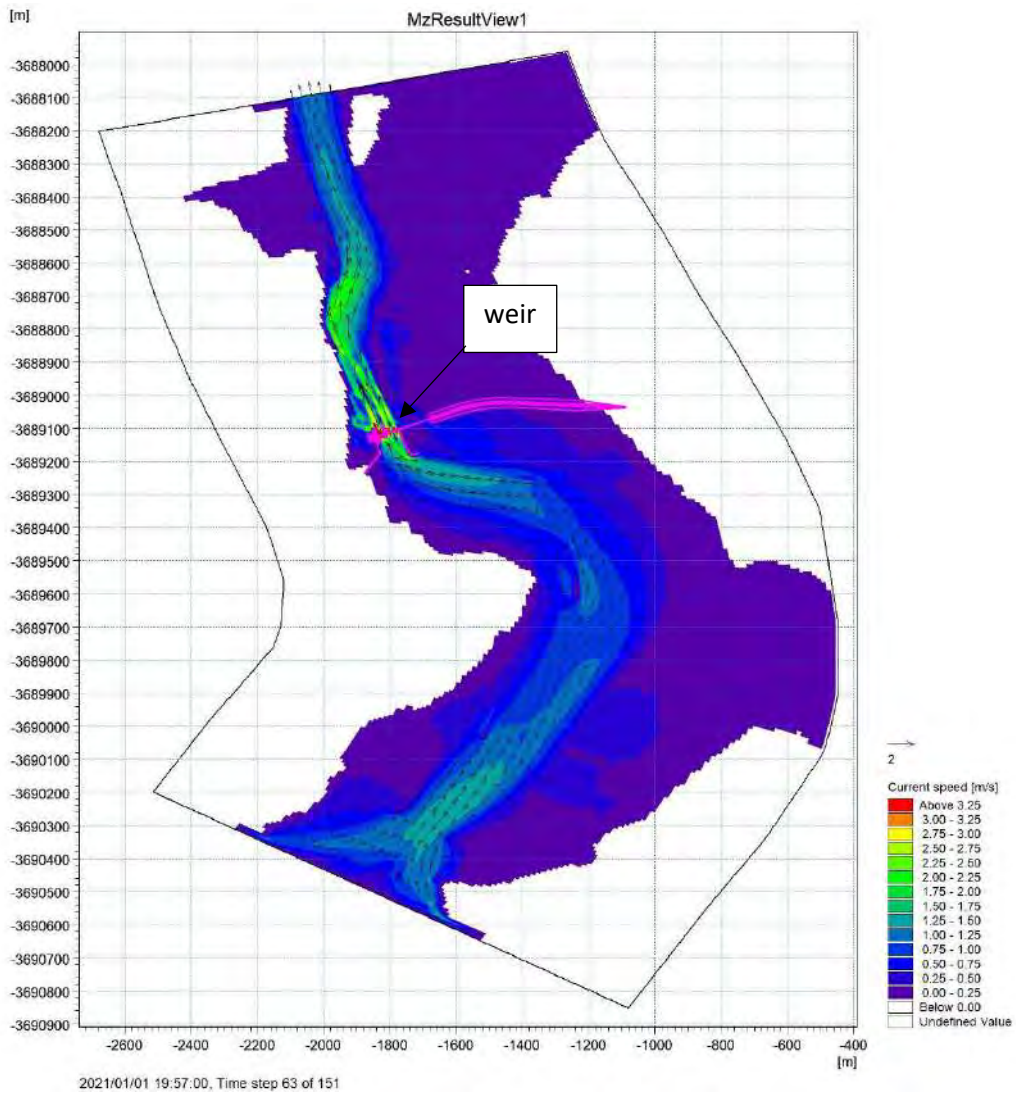 [m]
MzResultView1
-3688000
-3688100
-3688200
-3688300
-3688400
-3688500
-3688600
-3688700
-3688800
-3688900
-3689000
-3689100
-3689200
-3689300
-3689400
-3689500
-3689600
-3689700
-3689800
-3689900
-3690000
-3690100
-3690200
-3690300
-3690400
-3690500
-3690600
-3690700
-3690800
-3690900
weir
2
Current speed [m/s]
Above 3.25
3.00 - 3.25
2.75 - 3.00
2.50 - 2.75
2.25 - 2.50
2.00 - 2.25
1.75 - 2.00
1.50 - 1.75
1.25 - 1.50
1.00 - 1.25
0.75 - 1.00
0.50 - 0.75
0.25 - 0.50
0.00 - 0.25
Below 0.00
Undefined Value
-2600 -2400 -2200 -2000 -1800 -1600 -1400 -1200 -1000 -800 -600 -400
[m]
2021/01/01 19:57:00, Time step 63 of 151